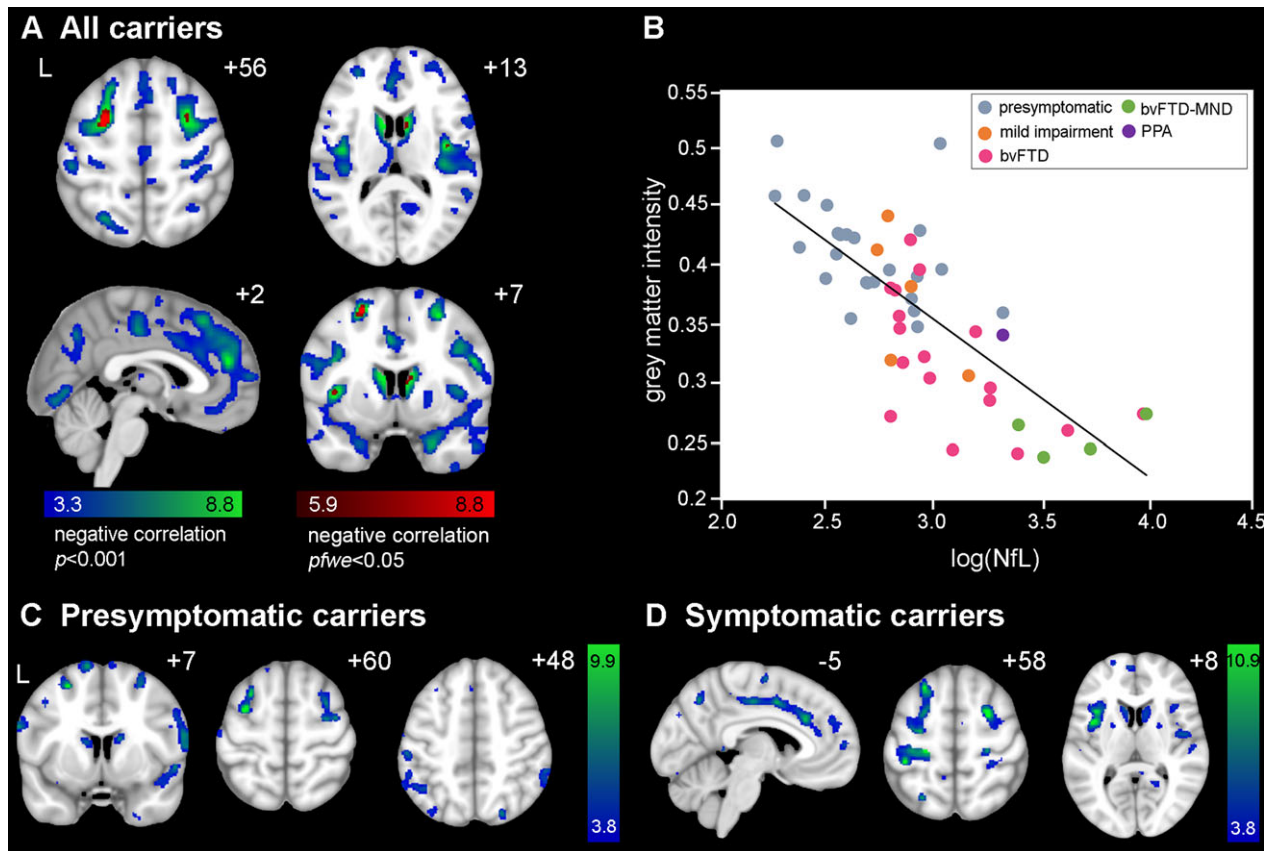 A All carriers
L
+56
+13
+2
+7
3.3 8.8
negative correlation
p<0.001
5.9 8.8
negative correlation
pfwe<0.05
B
presymptomatic
mild impairment
bvFTD
bvFTD-MND
PPA
grey matter intensity
0.55
0.5
0.45
0.4
0.35
0.3
0.25
0.2
2.0 2.5 3.0 3.5 4.0 4.5
log(NfL)
C Presymptomatic carriers
L
+7
+60
+48
9.9
3.8
D Symptomatic carriers
-5
+58
+8
10.9
3.8